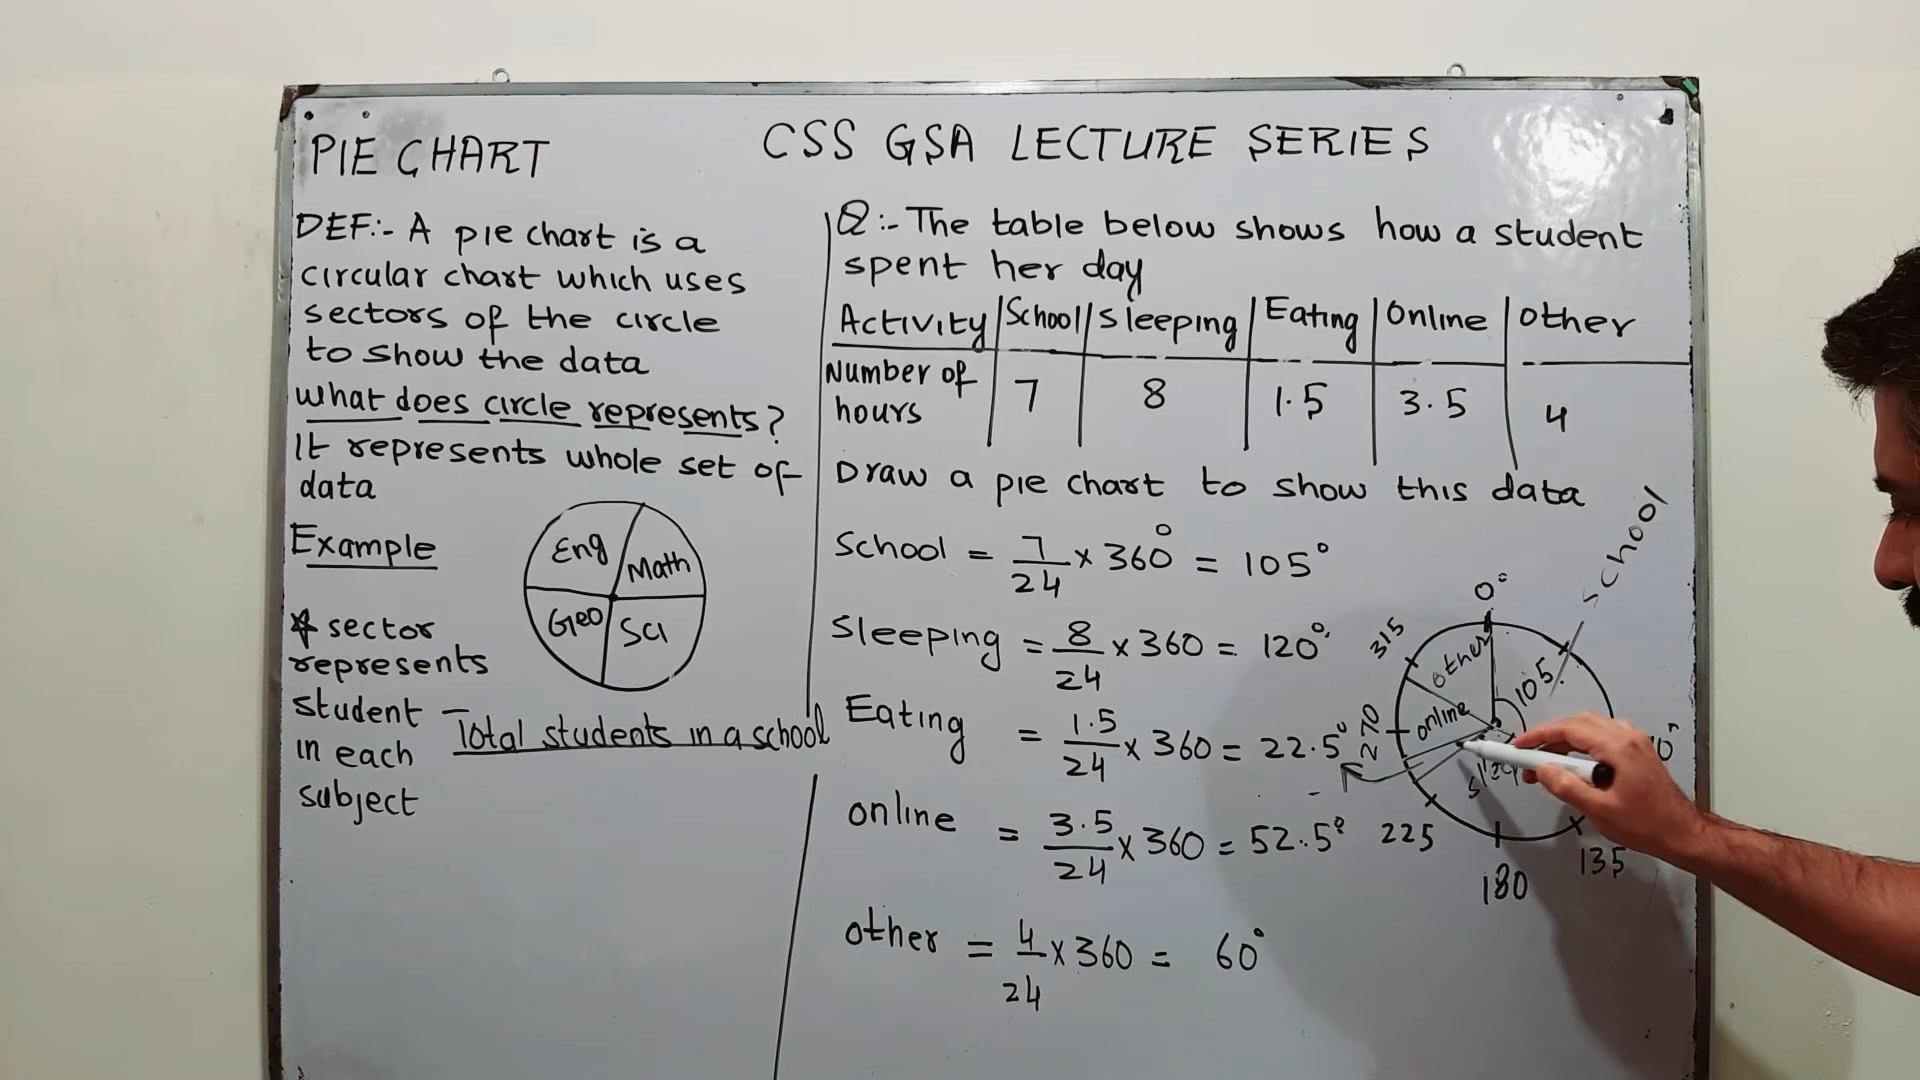 PIE CHART
CSS GSA LECTURE SERIES
DEF:- A pie chart is a
circular chart which uses
sectors of the circle
to show the data
what does circle represents?
It represents whole set of
data
Example
Eng
Math
Geo
Sci
* sector
represents
student
in each
subject
Total students in a school
Q:- The table below shows how a student
spent her day
Activity School Sleeping Eating Online other
Number of
hours 7 8 1.5 3.5 4
Draw a pie chart to show this data
School = 7/24 × 360° = 105°
Sleeping = 8/24 × 360 = 120°
Eating = 1.5/24 × 360 = 22.5°
online = 3.5/24 × 360 = 52.5°
other = 4/24 × 360 = 60°
school
0°
315
other
105
online
270
225
180
135